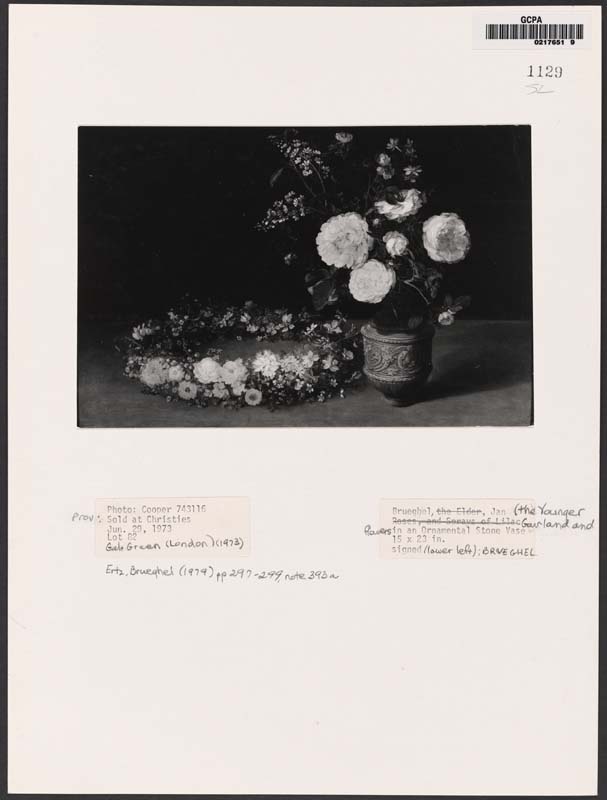 GCPA
0217651 9
1129
SL
Prov:
Photo: Cooper 743116
Sold at Christies
Jun. 29, 1973
Lot 82
Gale Green (London) (1973)
Ertz, Brueghel (1979) pp 297-299, note 393a
Brueghel, the Elder, Jan (the Younger
Roses, and Sprays of Lilac Garland and
Flowers in an Ornamental Stone Vase
15 x 23 in.
signed (lower left); BRVEGHEL